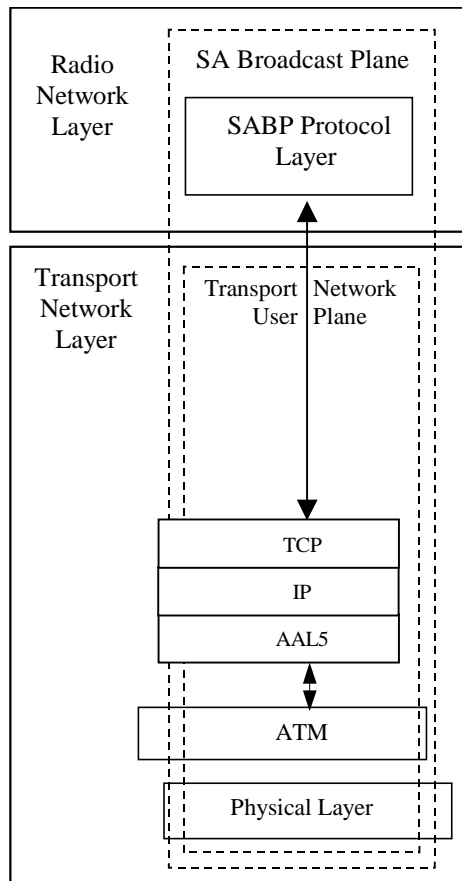 Radio
Network
Layer
SA Broadcast Plane
SABP Protocol
Layer
Transport
Network
Layer
Transport Network
User Plane
TCP
IP
AAL5
ATM
Physical Layer